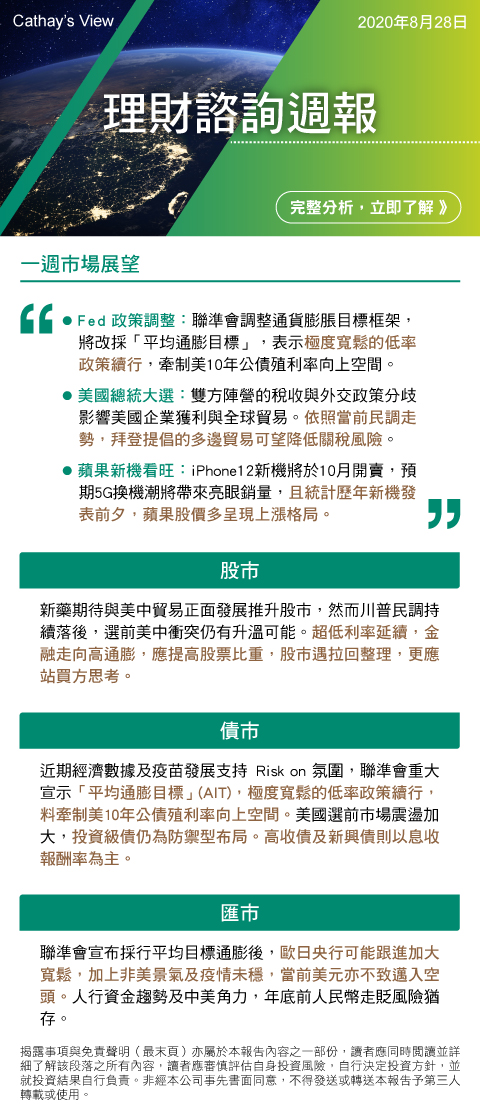 Cathay's View
2020年8月28日
理財諮詢週報
完整分析，立即了解》
一週市場展望
● Fed 政策調整：聯準會調整通貨膨脹目標框架，
將改採「平均通膨目標」，表示極度寬鬆的低率
政策續行，牽制美10年公債殖利率向上空間。
● 美國總統大選：雙方陣營的稅收與外交政策分歧
影響美國企業獲利與全球貿易。依照當前民調走
勢，拜登提倡的多邊貿易可望降低關稅風險。
● 蘋果新機看旺：iPhone12新機將於10月開賣，預
期5G換機潮將帶來亮眼銷量，且統計歷年新機發
表前夕，蘋果股價多呈現上漲格局。
股市
新藥期待與美中貿易正面發展推升股市，然而川普民調持
續落後，選前美中衝突仍有升溫可能。超低利率延續，金
融走向高通膨，應提高股票比重，股市遇拉回整理，更應
站買方思考。
債市
近期經濟數據及疫苗發展支持 Risk on 氛圍，聯準會重大
宣示「平均通膨目標」(AIT)，極度寬鬆的低率政策續行，
料牽制美10年公債殖利率向上空間。美國選前市場震盪加
大，投資級債仍為防禦型布局。高收債及新興債則以息收
報酬率為主。
匯市
聯準會宣布採行平均目標通膨後，歐日央行可能跟進加大
寬鬆，加上非美景氣及疫情未穩，當前美元亦不致邁入空
頭。人行資金趨勢及中美角力，年底前人民幣走貶風險猶
存。
揭露事項與免責聲明（最末頁）亦屬於本報告內容之一部份，讀者應同時閱讀並詳
細了解該段落之所有內容，讀者應審慎評估自身投資風險，自行決定投資方針，並
就投資結果自行負責。非經本公司事先書面同意，不得發送或轉送本報告予第三人
轉載或使用。